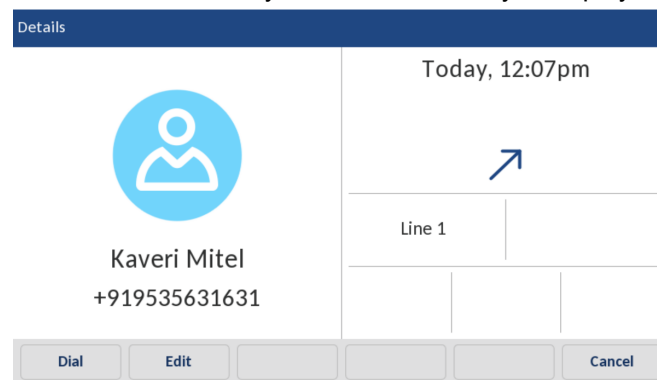 Details
Today, 12:07pm
Line 1
Kaveri Mitel
+919535631631
Dial
Edit
Cancel